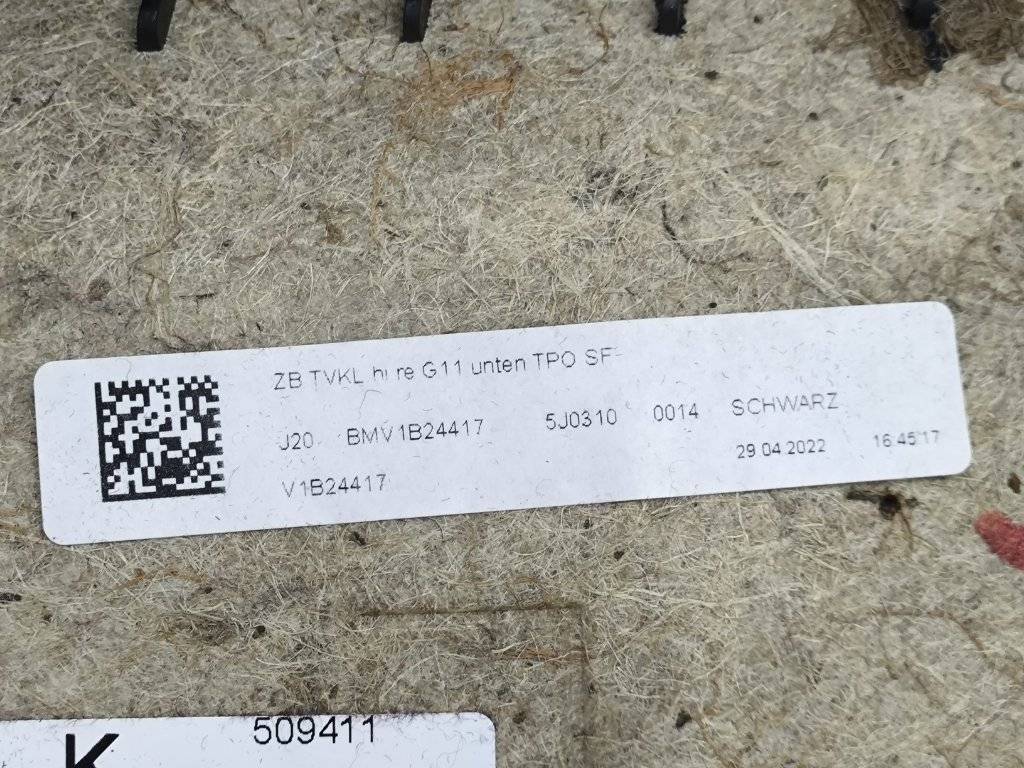 ZB TVKL hi re G11 unten TPO SF
J20 BMV1B24417 5J0310 0014 SCHWARZ
V1B24417 29.04.2022 16:45:17
509411
K